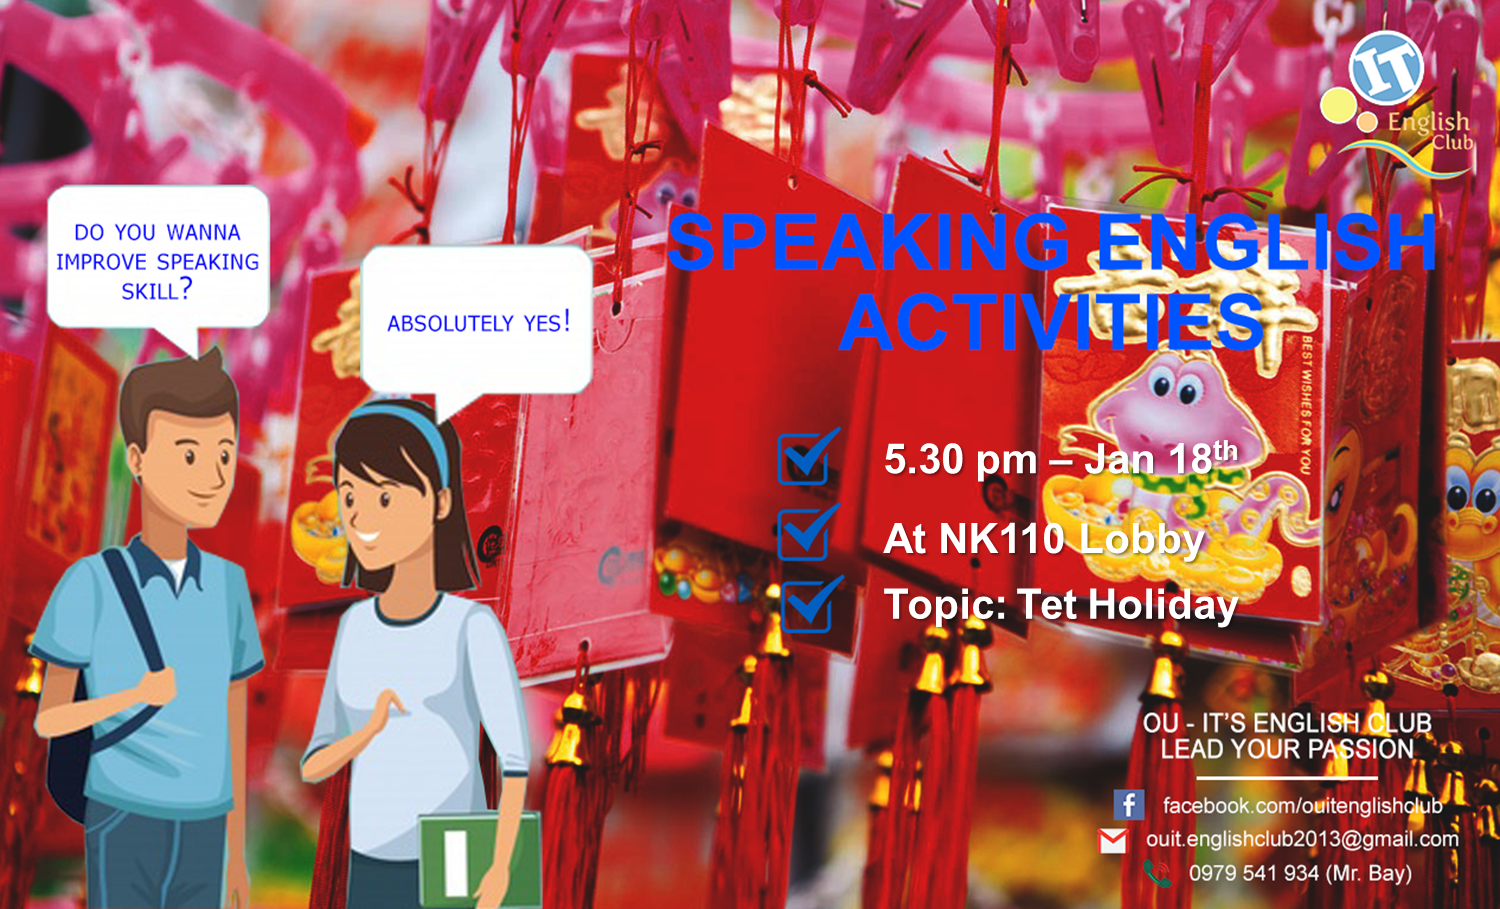 IT
English
Club
DO YOU WANNA
IMPROVE SPEAKING
SKILL?
ABSOLUTELY YES!
SPEAKING ENGLISH
ACTIVITIES
BEST WISHES FOR YOU
5.30 pm – Jan 18th
At NK110 Lobby
Topic: Tet Holiday
OU - IT'S ENGLISH CLUB
LEAD YOUR PASSION
facebook.com/ouitenglishclub
ouit.englishclub2013@gmail.com
0979 541 934 (Mr. Bay)